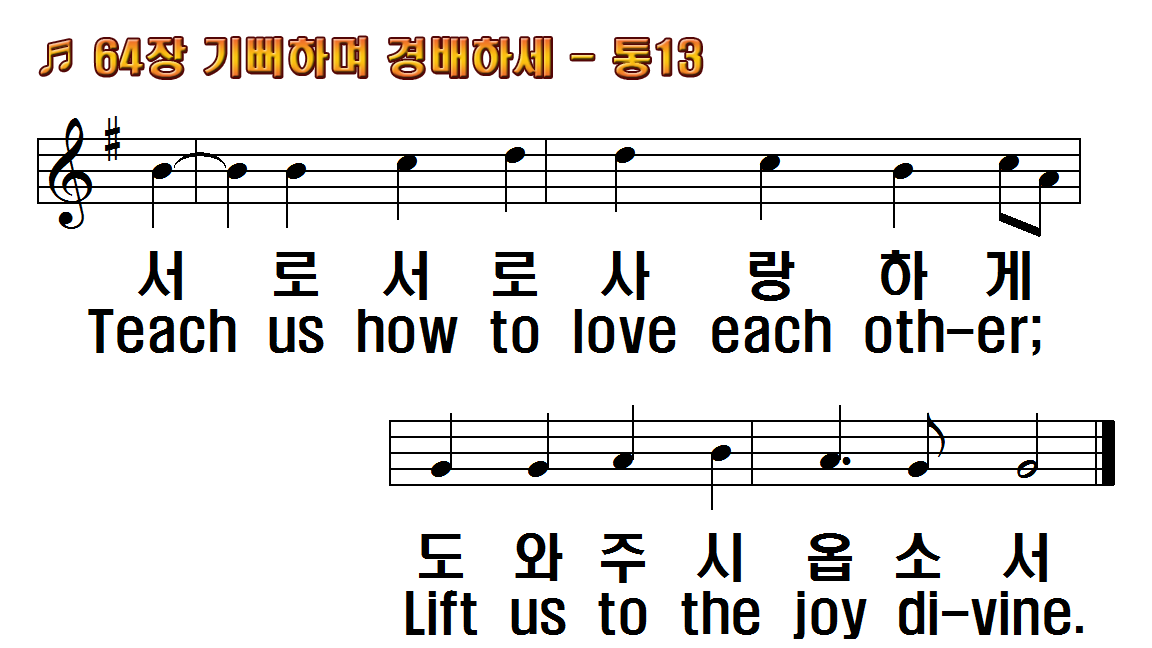 ♬ 64장 기뻐하며 경배하세 - 통13
서 로 서 로 사 랑 하 게
Teach us how to love each oth-er;
도 와 주 시 옵 소 서
Lift us to the joy di-vine.